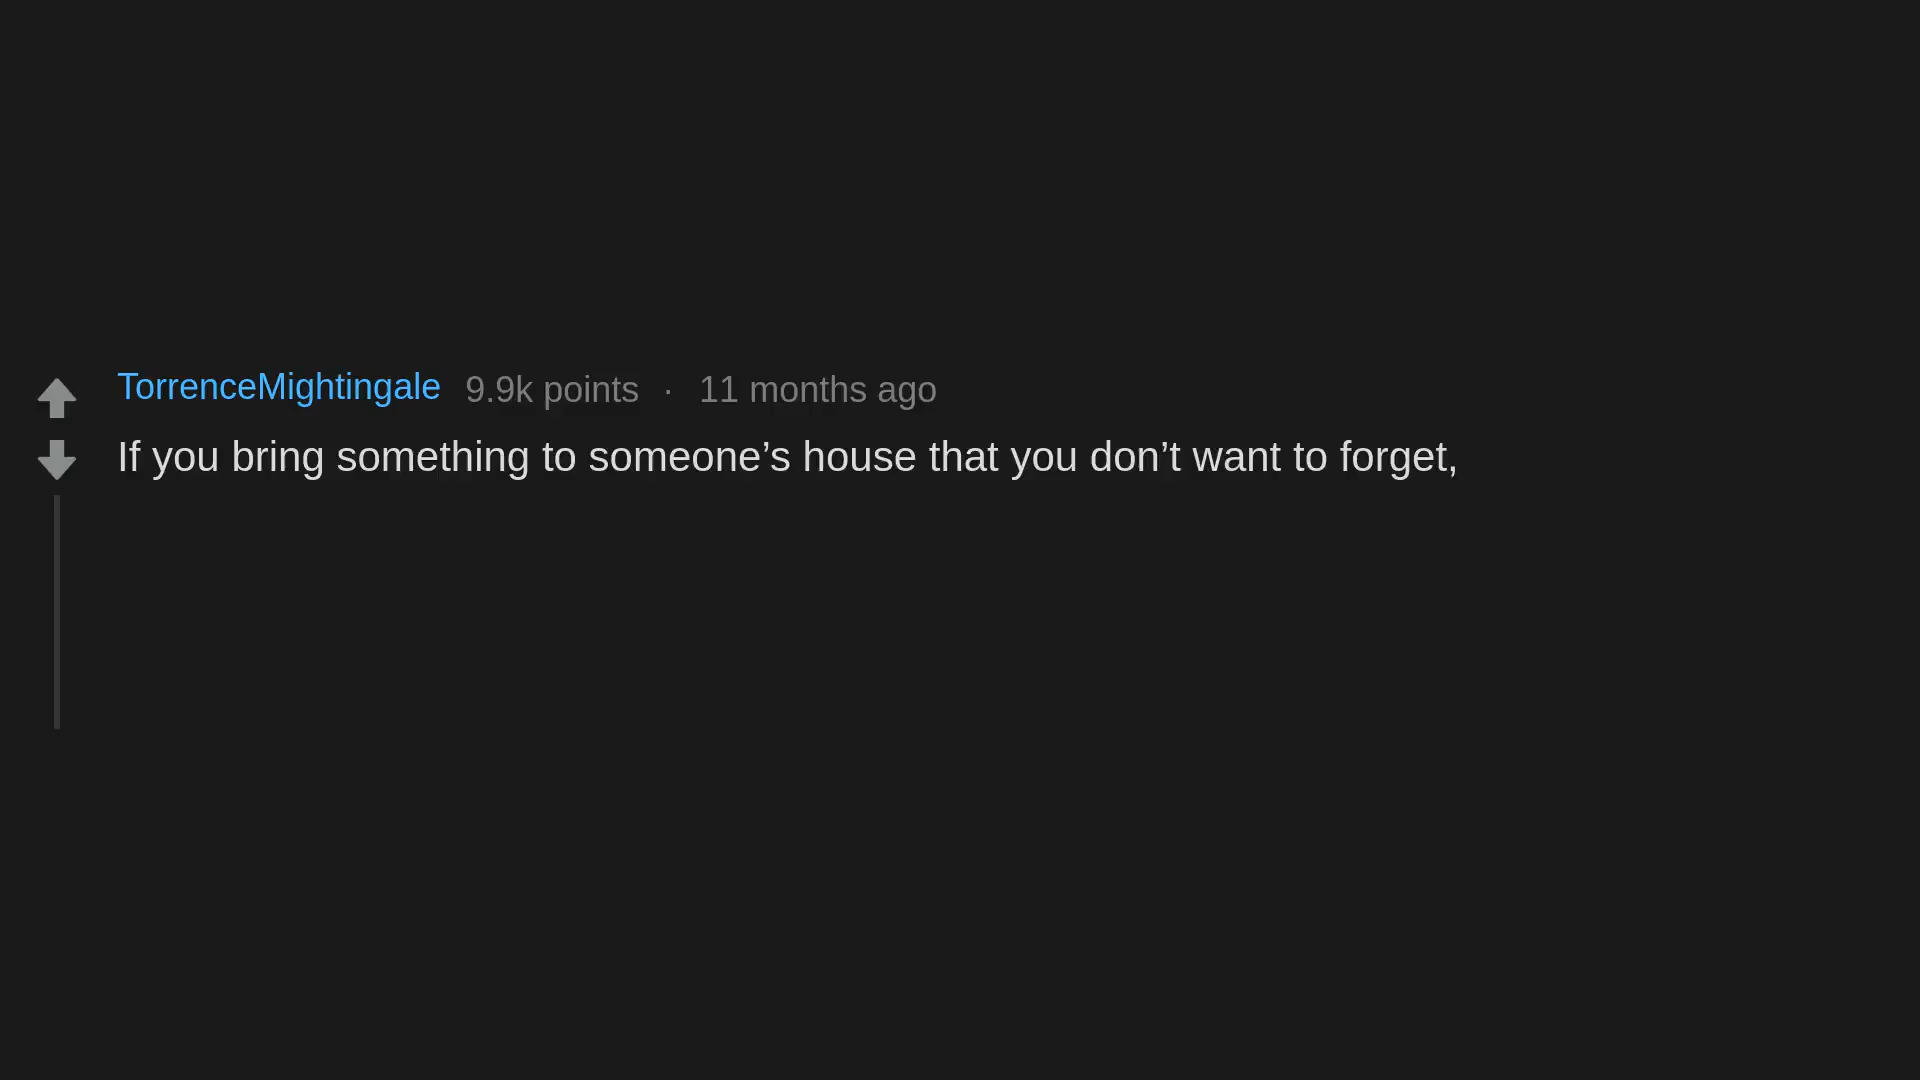 TorrenceMightingale 9.9k points · 11 months ago
If you bring something to someone’s house that you don’t want to forget,